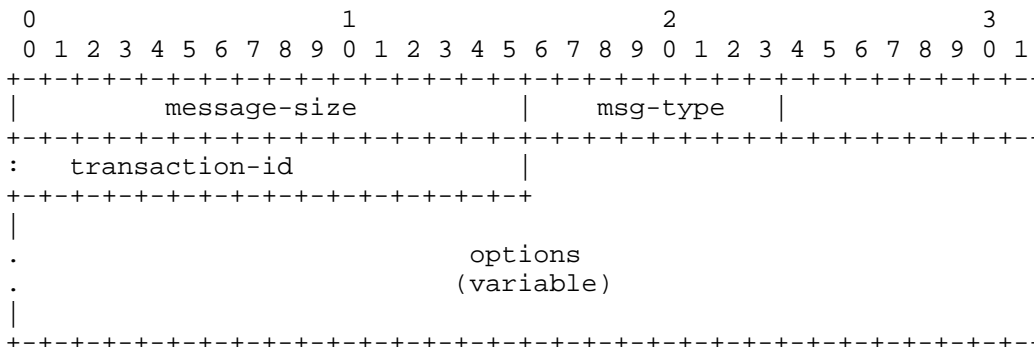 0                   1                   2                   3
 0 1 2 3 4 5 6 7 8 9 0 1 2 3 4 5 6 7 8 9 0 1 2 3 4 5 6 7 8 9 0 1
+-+-+-+-+-+-+-+-+-+-+-+-+-+-+-+-+-+-+-+-+-+-+-+-+-+-+-+-+-+-+-+-
|         message-size          |    msg-type   |
+-+-+-+-+-+-+-+-+-+-+-+-+-+-+-+-+-+-+-+-+-+-+-+-+-+-+-+-+-+-+-+-
:   transaction-id              |
+-+-+-+-+-+-+-+-+-+-+-+-+-+-+-+-+
|
.                            options
.                           (variable)
|
+-+-+-+-+-+-+-+-+-+-+-+-+-+-+-+-+-+-+-+-+-+-+-+-+-+-+-+-+-+-+-+-